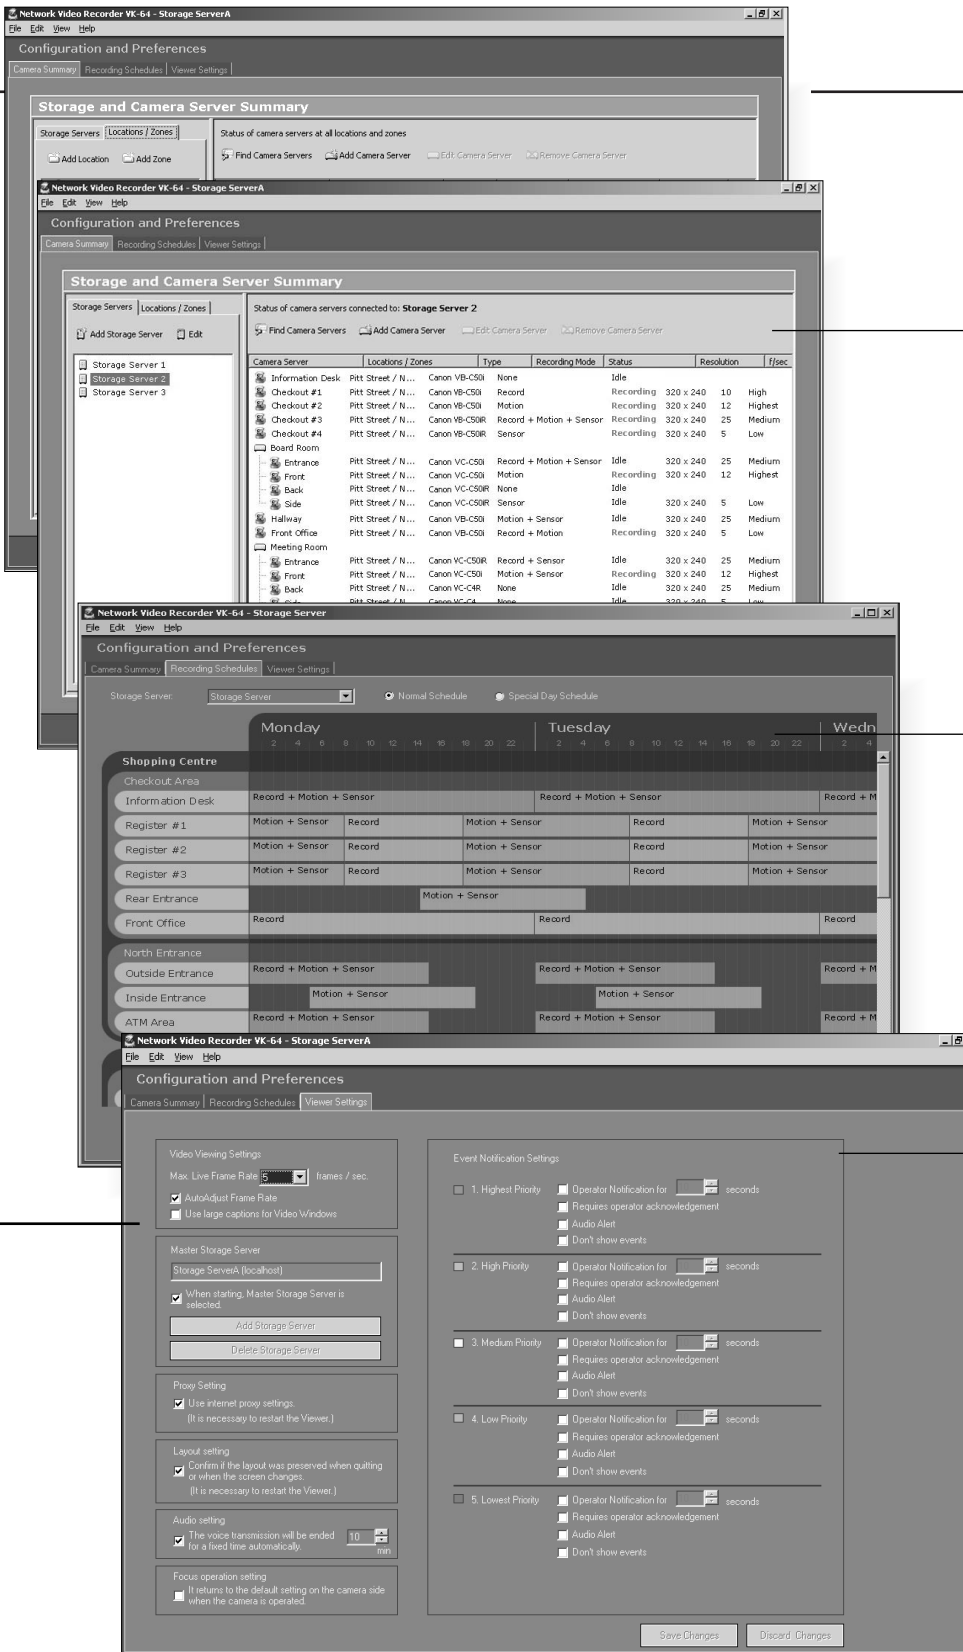 Network Video Recorder VK-64 - Storage ServerA
File Edit View Help
Configuration and Preferences
Camera Summary Recording Schedules Viewer Settings
Storage and Camera Server Summary
Storage Servers Locations / Zones
Status of camera servers at all locations and zones
Add Location Add Zone
Find Camera Servers Add Camera Server Edit Camera Server Remove Camera Server
Network Video Recorder VK-64 - Storage ServerA
File Edit View Help
Configuration and Preferences
Camera Summary Recording Schedules Viewer Settings
Storage and Camera Server Summary
Storage Servers Locations / Zones
Status of camera servers connected to: Storage Server 2
Add Storage Server Edit
Find Camera Servers Add Camera Server Edit Camera Server Remove Camera Server
Storage Server 1
Storage Server 2
Storage Server 3
Camera Server Locations / Zones Type Recording Mode Status Resolution f/sec
Information Desk Pitt Street / N... Canon VB-C50i None Idle
Checkout #1 Pitt Street / N... Canon VB-C50i Record Recording 320 x 240 10 High
Checkout #2 Pitt Street / N... Canon VB-C50i Motion Recording 320 x 240 12 Highest
Checkout #3 Pitt Street / N... Canon VB-C50iR Record + Motion + Sensor Recording 320 x 240 25 Medium
Checkout #4 Pitt Street / N... Canon VB-C50iR Sensor Recording 320 x 240 5 Low
Board Room
Entrance Pitt Street / N... Canon VC-C50i Record + Motion + Sensor Idle 320 x 240 25 Medium
Front Pitt Street / N... Canon VC-C50i Motion Recording 320 x 240 12 Highest
Back Pitt Street / N... Canon VC-C50iR None Idle
Side Pitt Street / N... Canon VC-C50iR Sensor Idle 320 x 240 5 Low
Hallway Pitt Street / N... Canon VB-C50i Motion + Sensor Idle 320 x 240 25 Medium
Front Office Pitt Street / N... Canon VB-C50i Record + Motion Recording 320 x 240 5 Low
Meeting Room
Entrance Pitt Street / N... Canon VC-C50iR Record + Sensor Idle 320 x 240 25 Medium
Front Pitt Street / N... Canon VC-C50i Motion + Sensor Recording 320 x 240 12 Highest
Back Pitt Street / N... Canon VC-C4R None Idle 320 x 240 25 Medium
Side Pitt Street / N... Canon VC-C4 None Idle 320 x 240 5 Low
Network Video Recorder VK-64 - Storage Server
File Edit View Help
Configuration and Preferences
Camera Summary Recording Schedules Viewer Settings
Storage Server: Storage Server Normal Schedule Special Day Schedule
Monday Tuesday Wedn
2 4 6 8 10 12 14 16 18 20 22 2 4 6 8 10 12 14 16 18 20 22 2 4
Shopping Centre
Checkout Area
Information Desk Record + Motion + Sensor Record + Motion + Sensor Record + M
Register #1 Motion + Sensor Record Motion + Sensor Record Motion + Sensor
Register #2 Motion + Sensor Record Motion + Sensor Record Motion + Sensor
Register #3 Motion + Sensor Record Motion + Sensor Record Motion + Sensor
Rear Entrance Motion + Sensor
Front Office Record Record Record
North Entrance
Outside Entrance Record + Motion + Sensor Record + Motion + Sensor Record + M
Inside Entrance Motion + Sensor Motion + Sensor
ATM Area Record + Motion + Sensor Record + Motion + Sensor Record + M
Network Video Recorder VK-64 - Storage ServerA
File Edit View Help
Configuration and Preferences
Camera Summary Recording Schedules Viewer Settings
Video Viewing Settings
Max. Live Frame Rate 5 frames / sec.
AutoAdjust Frame Rate
Use large captions for Video Windows
Master Storage Server
Storage ServerA (localhost)
When starting, Master Storage Server is
selected.
Add Storage Server
Delete Storage Server
Proxy Setting
Use internet proxy settings.
(It is necessary to restart the Viewer.)
Layout setting
Confirm if the layout was preserved when quitting
or when the screen changes.
(It is necessary to restart the Viewer.)
Audio setting
The voice transmission will be ended
for a fixed time automatically. 10
min
Focus operation setting
It returns to the default setting on the camera side
when the camera is operated.
Event Notification Settings
1. Highest Priority Operator Notification for seconds
Requires operator acknowledgement
Audio Alert
Don't show events
2. High Priority Operator Notification for seconds
Requires operator acknowledgement
Audio Alert
Don't show events
3. Medium Priority Operator Notification for seconds
Requires operator acknowledgement
Audio Alert
Don't show events
4. Low Priority Operator Notification for seconds
Requires operator acknowledgement
Audio Alert
Don't show events
5. Lowest Priority Operator Notification for seconds
Requires operator acknowledgement
Audio Alert
Don't show events
Save Changes Discard Changes